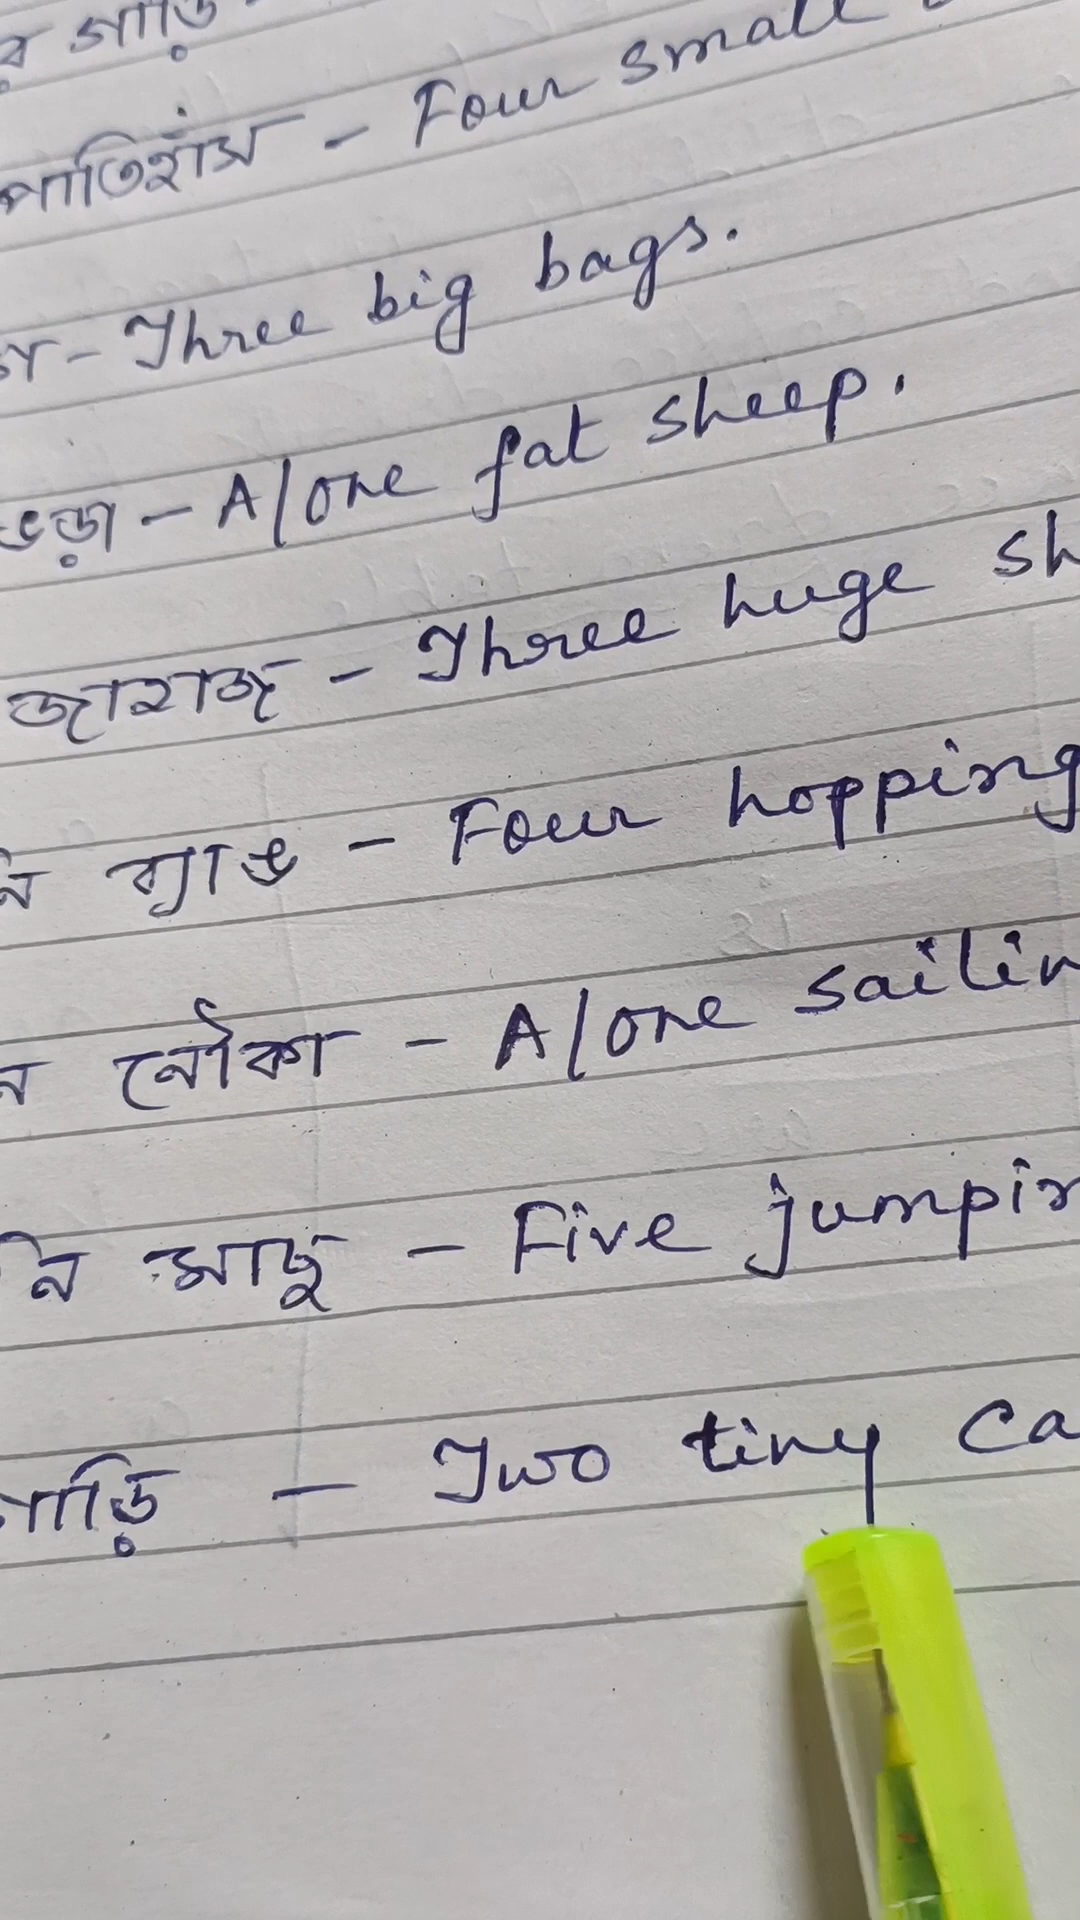 গাড়ি
পাতিহাঁস - Four small
- Three big bags.
ভেড়া - A/one fat sheep.
জাহাজ - Three huge sh
নি ব্যাঙ - Four hopping
ন নৌকা - A/one sailin
নি মাছ - Five jumpin
গাড়ি - Two tiny ca